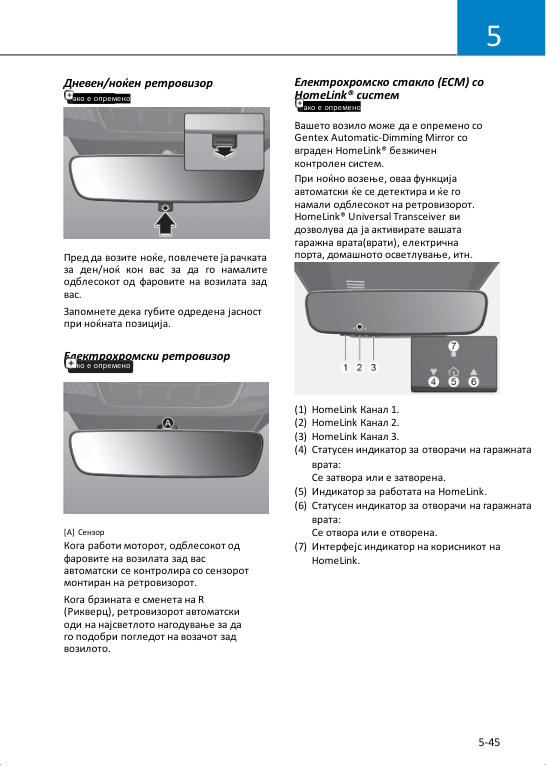 5
Дневен/ноќен ретровизор
ако е опремено
Пред да возите ноќе, повлечете ја рачката
за ден/ноќ кон вас за да го намалите
одблесокот од фаровите на возилата зад
вас.
Запомнете дека губите одредена јасност
при ноќната позиција.
Електрохромски ретровизор
ако е опремено
A
[A] Сензор
Кога работи моторот, одблесокот од
фаровите на возилата зад вас
автоматски се контролира со сензорот
монтиран на ретровизорот.
Кога брзината е сменета на R
(Рикверц), ретровизорот автоматски
оди на најсветлото нагодување за да
го подобри погледот на возачот зад
возилото.
Електрохромско стакло (ECM) со
HomeLink® систем
ако е опремено
Вашето возило може да е опремено со
Gentex Automatic-Dimming Mirror со
вграден HomeLink® безжичен
контролен систем.
При ноќно возење, оваа функција
автоматски ќе се детектира и ќе го
намали одблесокот на ретровизорот.
HomeLink® Universal Transceiver ви
дозволува да ја активирате вашата
гаражна врата(врати), електрична
порта, домашното осветлување, итн.
1 2 3
7
4 5 6
(1) HomeLink Канал 1.
(2) HomeLink Канал 2.
(3) HomeLink Канал 3.
(4) Статусен индикатор за отворачи на гаражната
врата:
Се затвора или е затворена.
(5) Индикатор за работата на HomeLink.
(6) Статусен индикатор за отворачи на гаражната
врата:
Се отвора или е отворена.
(7) Интерфејс индикатор на корисникот на
HomeLink.
5-45